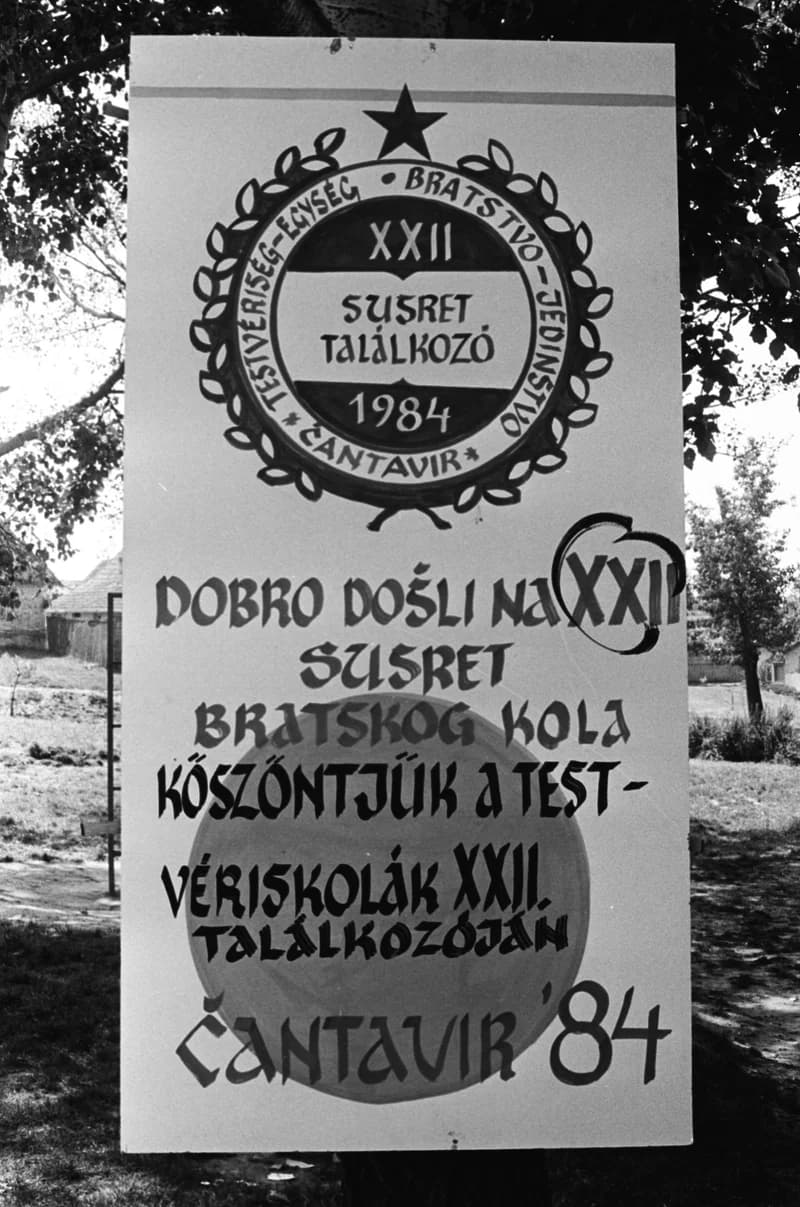 TESTVÉRISÉG-EGYSÉG • BRATSTVO-JEDINSTVO
XXII
SUSRET
TALÁLKOZÓ
1984
* ČANTAVIR *
DOBRO DOŠLI NA XXII
SUSRET
BRATSKOG KOLA
KÖSZÖNTJÜK A TEST-
VÉRISKOLÁK XXII.
TALÁLKOZÓJÁN
ČANTAVIR '84